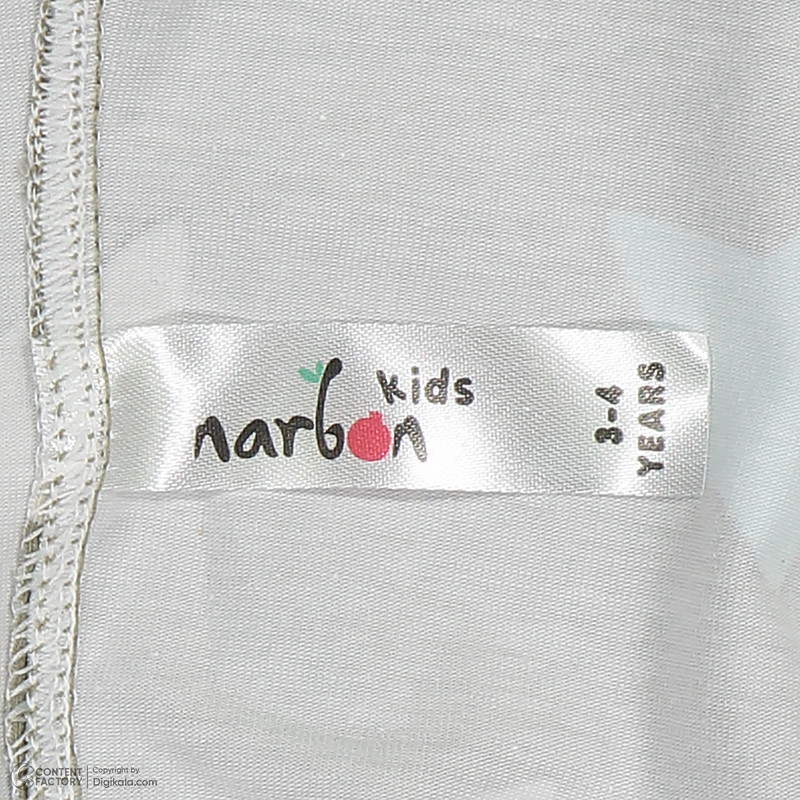 kids
narbon
3-4
YEARS
CONTENT
FACTORY
Copyright by
Digikala.com